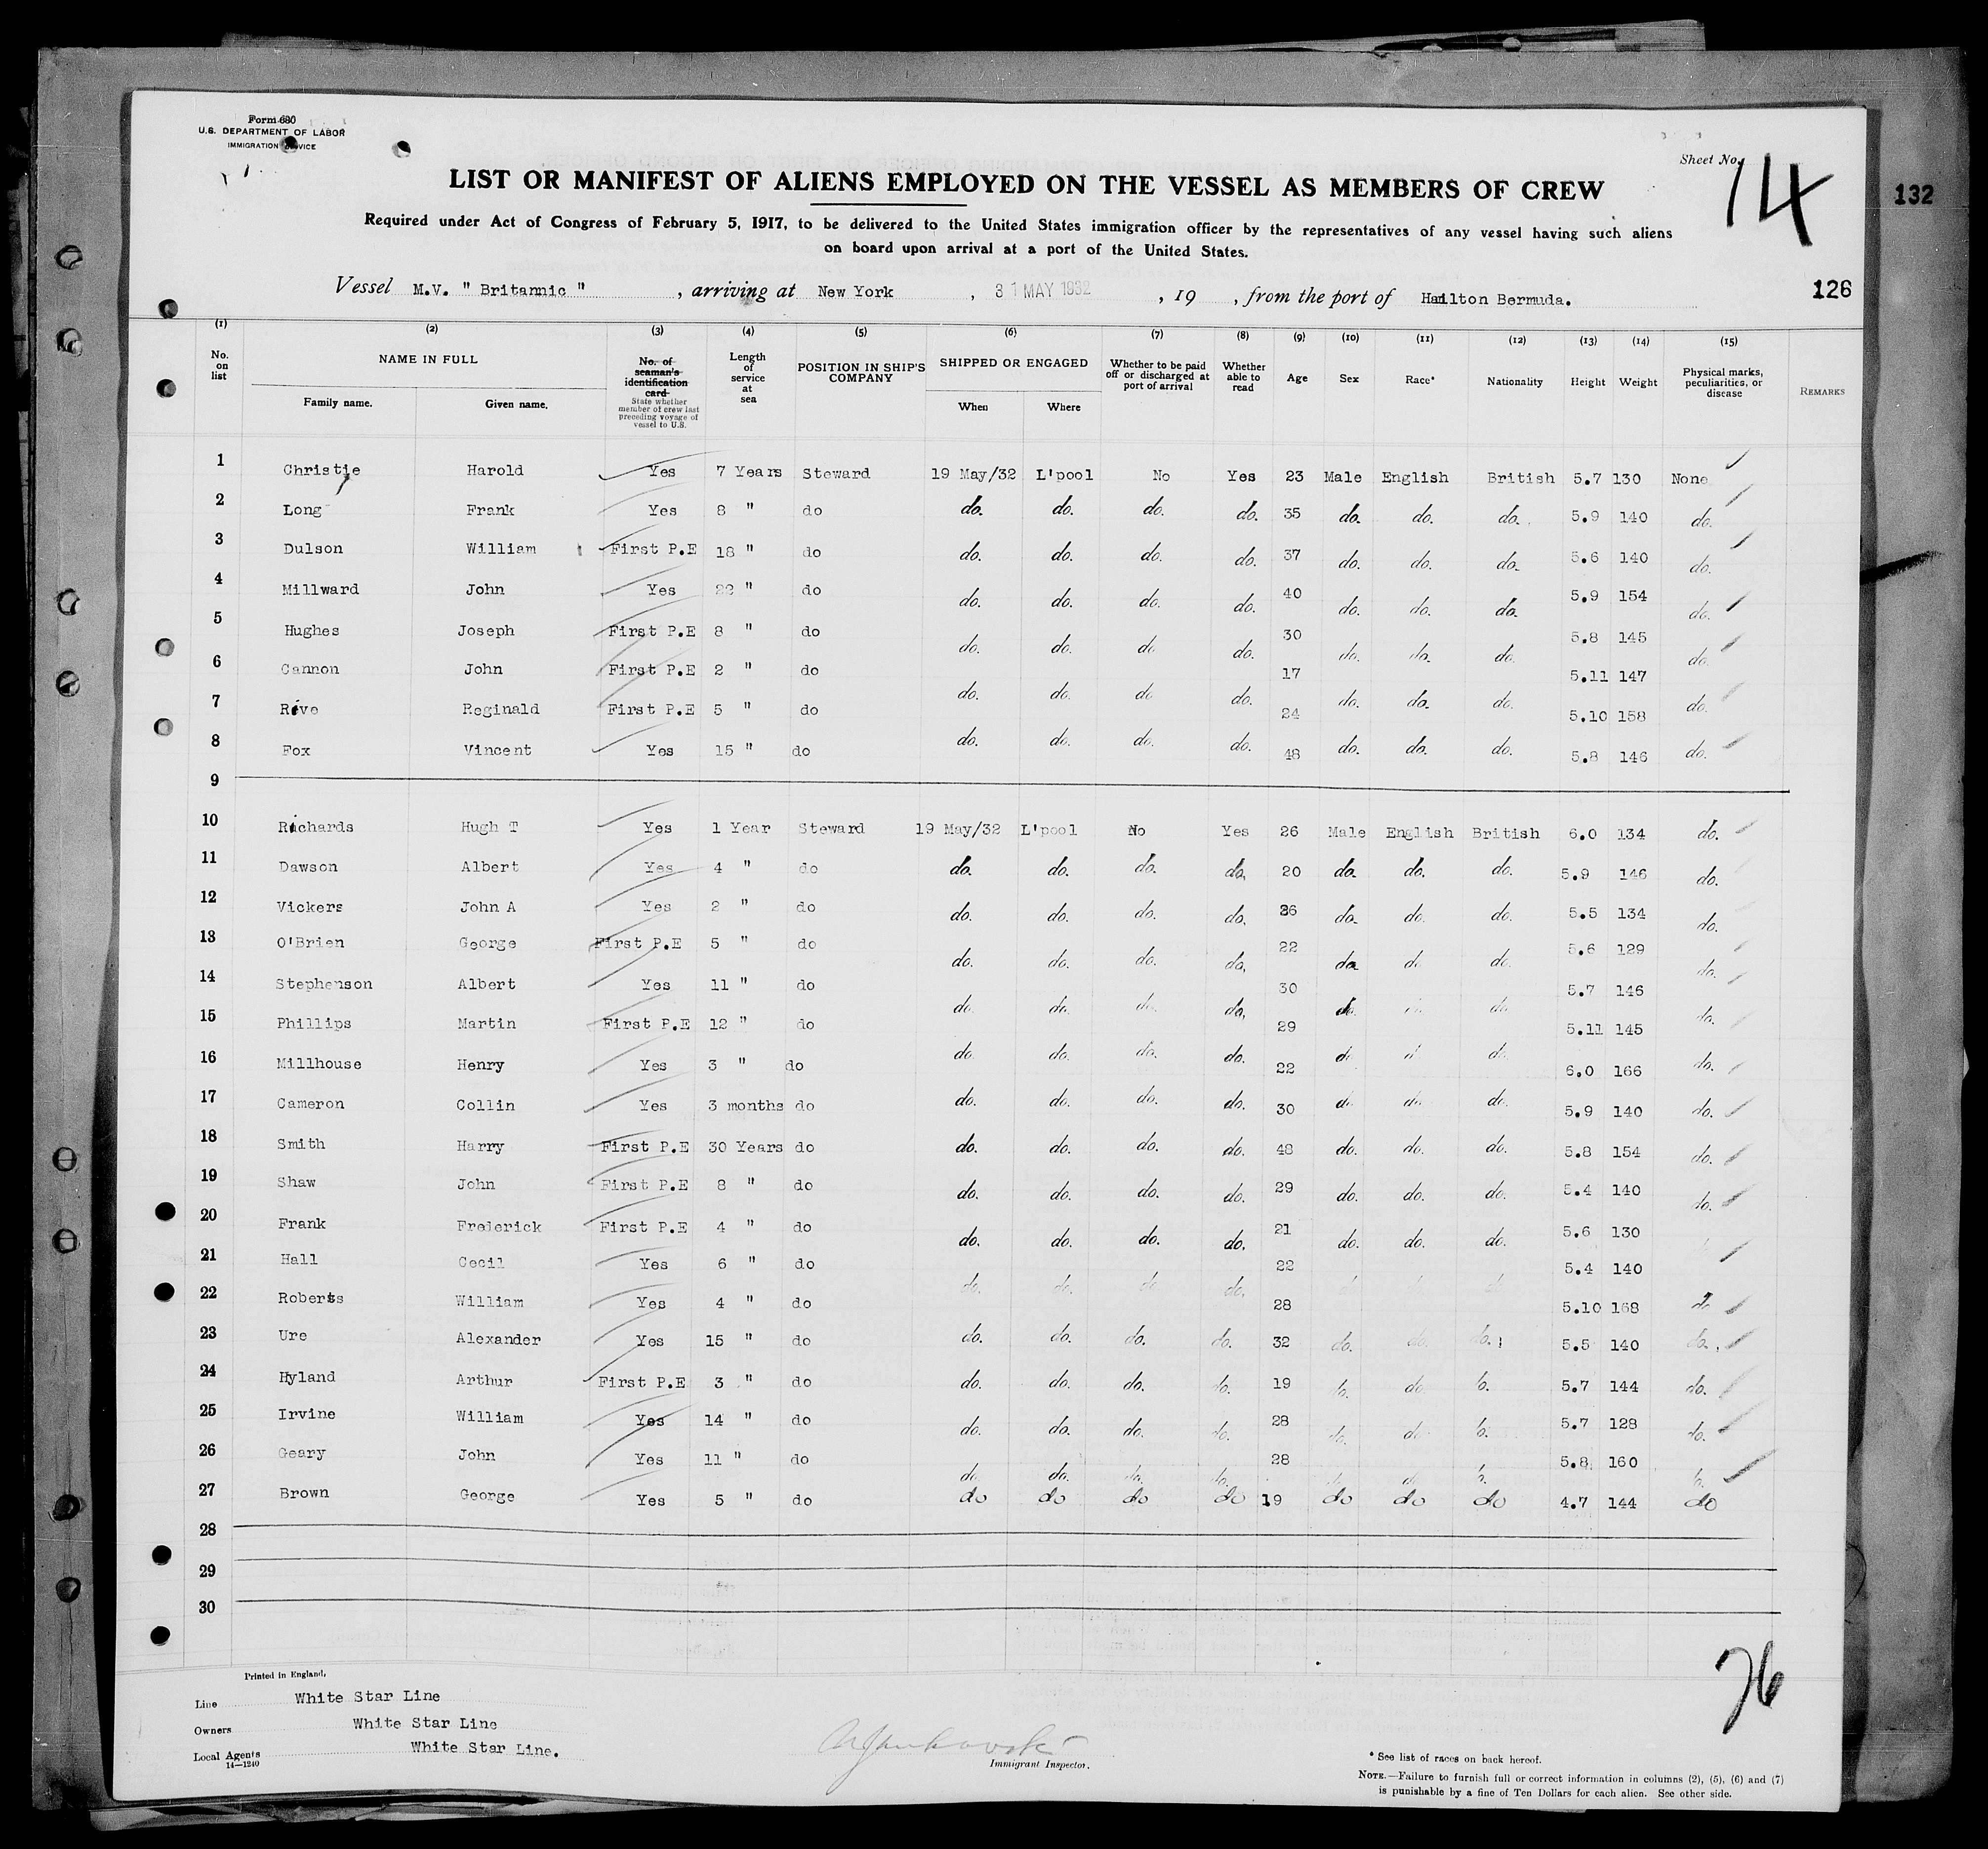 Form 680
U.S. DEPARTMENT OF LABOR
IMMIGRATION SERVICE
Sheet No. 14
132
LIST OR MANIFEST OF ALIENS EMPLOYED ON THE VESSEL AS MEMBERS OF CREW
Required under Act of Congress of February 5, 1917, to be delivered to the United States immigration officer by the representatives of any vessel having such aliens
on board upon arrival at a port of the United States.
Vessel M.V. " Britannic " , arriving at New York , 31 MAY 1932 , 19 , from the port of Hamilton Bermuda.
126
(1) (2) (3) (4) (5) (6) (7) (8) (9) (10) (11) (12) (13) (14) (15)
No. on list NAME IN FULL Family name. Given name. No. of seaman's identification card State whether member of crew last preceding voyage of vessel to U.S. Length of service at sea POSITION IN SHIP'S COMPANY SHIPPED OR ENGAGED When Where Whether to be paid off or discharged at port of arrival Whether able to read Age Sex Race* Nationality Height Weight Physical marks, peculiarities, or disease REMARKS
1 Christie Harold Yes 7 Years Steward 19 May/32 L'pool No Yes 23 Male English British 5.7 130 None
2 Long Frank Yes 8 " do do. do. do. do. 35 do. do. do. 5.9 140 do.
3 Dulson William First P.E 18 " do do. do. do. do. 37 do. do. do. 5.6 140 do.
4 Millward John Yes 22 " do do. do. do. do. 40 do. do. do. 5.9 154 do.
5 Hughes Joseph First P.E 8 " do do. do. do do. 30 do. do. do. 5.8 145 do.
6 Cannon John First P.E 2 " do do. do. do do. 17 do. do. do. 5.11 147 do.
7 Rive Reginald First P.E 5 " do do. do. do. do. 24 do. do. do. 5.10 158 do.
8 Fox Vincent Yes 15 " do 48 5.8 146
9
10 Richards Hugh T Yes 1 Year Steward 19 May/32 L'pool No Yes 26 Male English British 6.0 134 do.
11 Dawson Albert Yes 4 " do do. do. do. do. 20 do. do. do. 5.9 146 do.
12 Vickers John A Yes 2 " do do. do. do. do. 26 do. do. do. 5.5 134 do.
13 O'Brien George First P.E 5 " do do. do. do. do. 22 do. do. do. 5.6 129 do.
14 Stephenson Albert Yes 11 " do do. do. do. do. 30 do. do. 5.7 146 do.
15 Phillips Martin First P.E 12 " do do. do. do. do. 29 do. do. 5.11 145 do.
16 Millhouse Henry Yes 3 " do do. do. do. do. 22 do. do. do. 6.0 166 do.
17 Cameron Collin Yes 3 months do do. do. do. do. 30 do. do. do. 5.9 140 do.
18 Smith Harry First P.E 30 Years do do. do. do. do. 48 do. do. do. 5.8 154 do.
19 Shaw John First P.E 8 " do do. do. do. do. 29 do. do. do. 5.4 140 do.
20 Frank Frederick First P.E 4 " do do. do. do. do. 21 do. do. do. 5.6 130
21 Hall Cecil Yes 6 " do do. do. do do. 22 5.4 140
22 Roberts William Yes 4 " do 28 5.10 168 do
23 Ure Alexander Yes 15 " do do. do. do. do. 32 do. do. do. 5.5 140 do.
24 Hyland Arthur First P.E 3 " do do. do. do. do. 19 do. do. do. 5.7 144 do.
25 Irvine William Yes 14 " do do. do. do. do. 28 do. do. do. 5.7 128 do.
26 Geary John Yes 11 " do do. do. do. do. 28 do. do. do. 5.8 160 do.
27 Brown George Yes 5 " do do do do do 19 do do do 4.7 144 do
28
29
30
26
Printed in England.
Line White Star Line
Owners White Star Line
Local Agents White Star Line.
14—1240
Immigrant Inspector.
* See list of races on back hereof.
NOTE.—Failure to furnish full or correct information in columns (2), (5), (6) and (7)
is punishable by a fine of Ten Dollars for each alien. See other side.